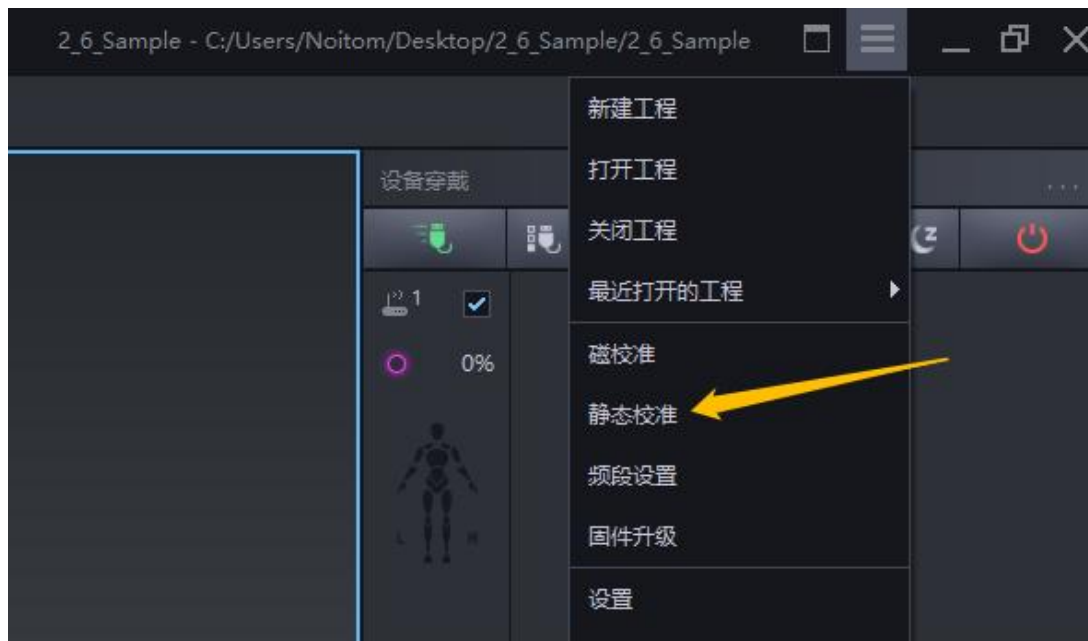 2_6_Sample - C:/Users/Noitom/Desktop/2_6_Sample/2_6_Sample
新建工程
设备穿戴
打开工程
...
关闭工程
z
1
最近打开的工程
0%
磁校准
静态校准
频段设置
L
R
固件升级
设置